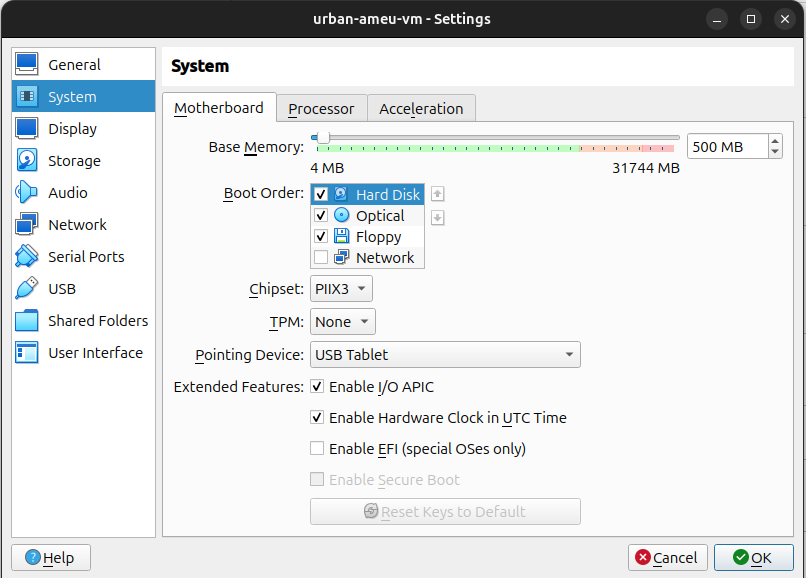 urban-ameu-vm - Settings
General
System
Display
Storage
Audio
Network
Serial Ports
USB
Shared Folders
User Interface
System
Motherboard Processor Acceleration
Base Memory: 500 MB
4 MB 31744 MB
Boot Order: Hard Disk
Optical
Floppy
Network
Chipset: PIIX3
TPM: None
Pointing Device: USB Tablet
Extended Features: Enable I/O APIC
Enable Hardware Clock in UTC Time
Enable EFI (special OSes only)
Enable Secure Boot
Reset Keys to Default
Help Cancel OK